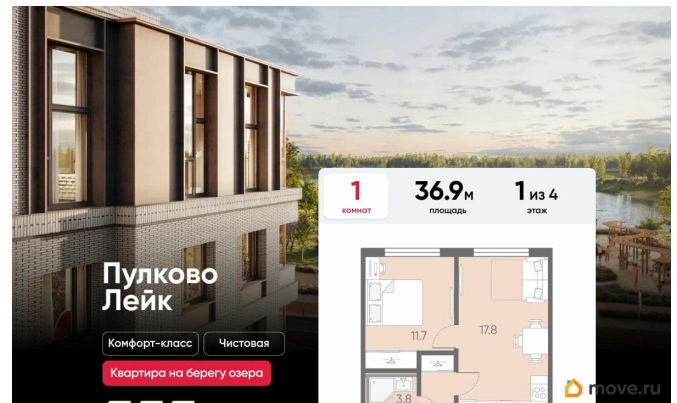 1
комнат
36.9 м
площадь
1 из 4
этаж
11.7
17.8
3.8
Пулково
Лейк
Комфорт-класс
Чистовая
Квартира на берегу озера
move.ru